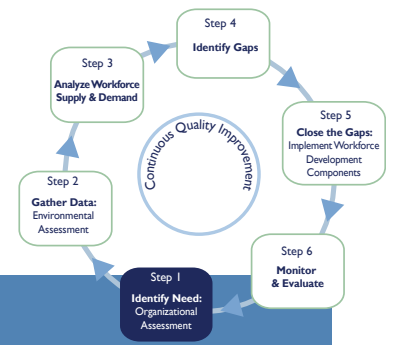 Step 1
Identify Need:
Organizational
Assessment
Step 2
Gather Data:
Environmental
Assessment
Step 3
Analyze Workforce
Supply & Demand
Step 4
Identify Gaps
Step 5
Close the Gaps:
Implement Workforce
Development
Components
Step 6
Monitor
& Evaluate
Continuous Quality Improvement